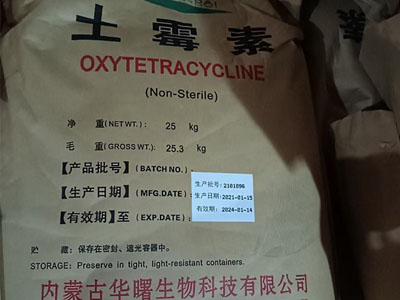 土霉素
OXYTETRACYCLINE
(Non-Sterile)
净 重(NET WT.) : 25 kg
毛 重(GROSS WT.): 25.3 kg
【产品批号】(BATCH NO.) :
生产批号: 2101096
【生产日期】(MFG.DATE) :
生产日期: 2021-01-15
【有效期】至 (EXP.DATE) :
有效期: 2024-01-14
贮 藏: 保存在密封、遮光容器中。
STORAGE: Preserve in tight, light-resistant containers.
内蒙古华曙生物科技有限公司